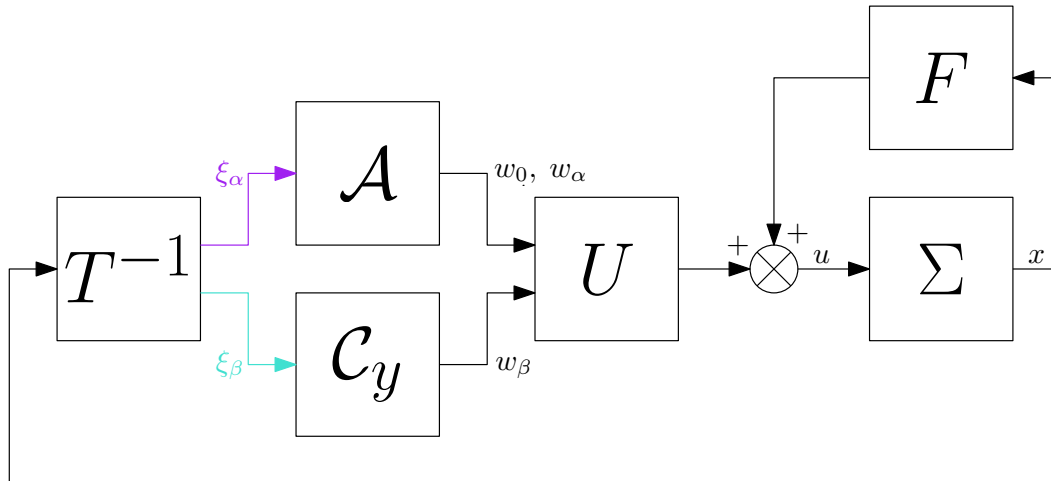 F
ξ_α
𝒜
w_0, w_α
T^{-1}
U
+
+
u
Σ
x
ξ_β
𝒞_y
w_β